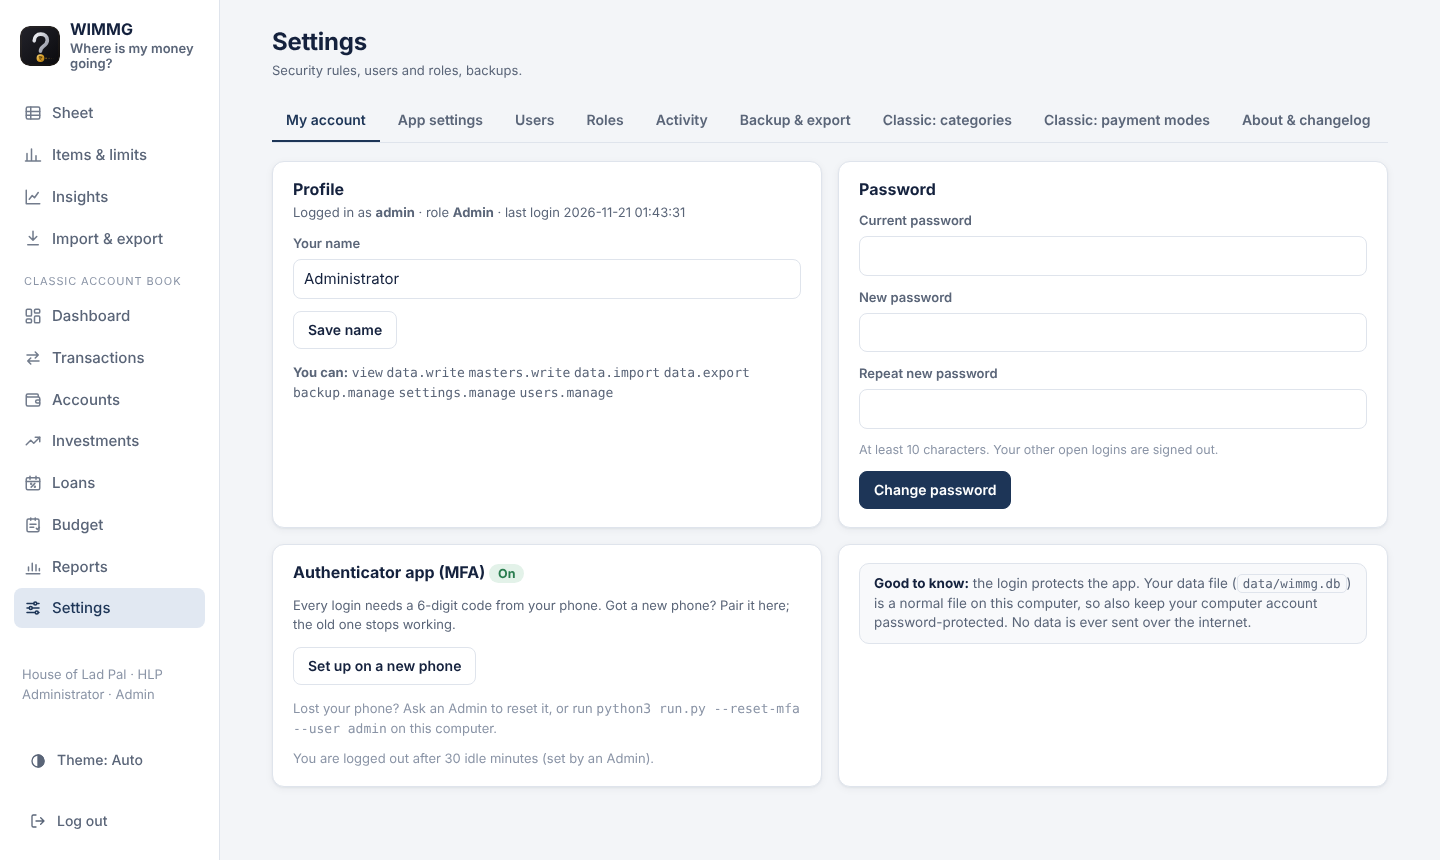 WIMMG
Where is my money
going?
Sheet
Items & limits
Insights
Import & export
CLASSIC ACCOUNT BOOK
Dashboard
Transactions
Accounts
Investments
Loans
Budget
Reports
Settings
House of Lad Pal · HLP
Administrator · Admin
Theme: Auto
Log out
Settings
Security rules, users and roles, backups.
My account App settings Users Roles Activity Backup & export Classic: categories Classic: payment modes About & changelog
Profile
Logged in as admin · role Admin · last login 2026-11-21 01:43:31
Your name
Administrator
Save name
You can: view data.write masters.write data.import data.export
backup.manage settings.manage users.manage
Password
Current password
New password
Repeat new password
At least 10 characters. Your other open logins are signed out.
Change password
Authenticator app (MFA) On
Every login needs a 6-digit code from your phone. Got a new phone? Pair it here;
the old one stops working.
Set up on a new phone
Lost your phone? Ask an Admin to reset it, or run python3 run.py --reset-mfa
--user admin on this computer.
You are logged out after 30 idle minutes (set by an Admin).
Good to know: the login protects the app. Your data file ( data/wimmg.db )
is a normal file on this computer, so also keep your computer account
password-protected. No data is ever sent over the internet.